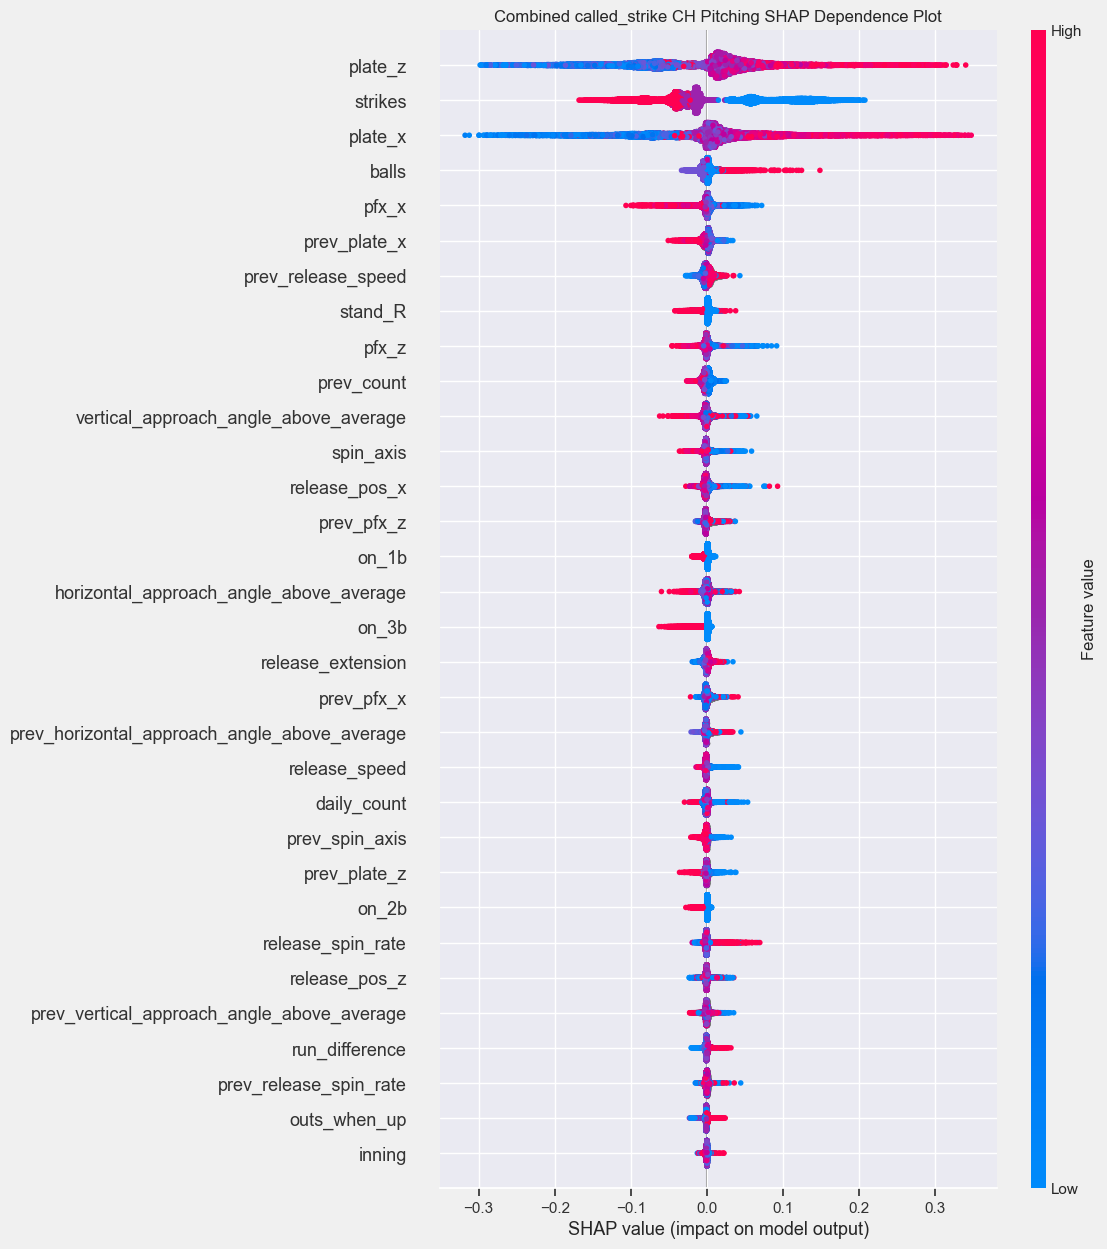 Combined called_strike CH Pitching SHAP Dependence Plot
High
plate_z
strikes
plate_x
balls
pfx_x
prev_plate_x
prev_release_speed
stand_R
pfx_z
prev_count
vertical_approach_angle_above_average
spin_axis
release_pos_x
prev_pfx_z
on_1b
horizontal_approach_angle_above_average
on_3b
release_extension
prev_pfx_x
prev_horizontal_approach_angle_above_average
release_speed
daily_count
prev_spin_axis
prev_plate_z
on_2b
release_spin_rate
release_pos_z
prev_vertical_approach_angle_above_average
run_difference
prev_release_spin_rate
outs_when_up
inning
Feature value
Low
−0.3 −0.2 −0.1 0.0 0.1 0.2 0.3
SHAP value (impact on model output)